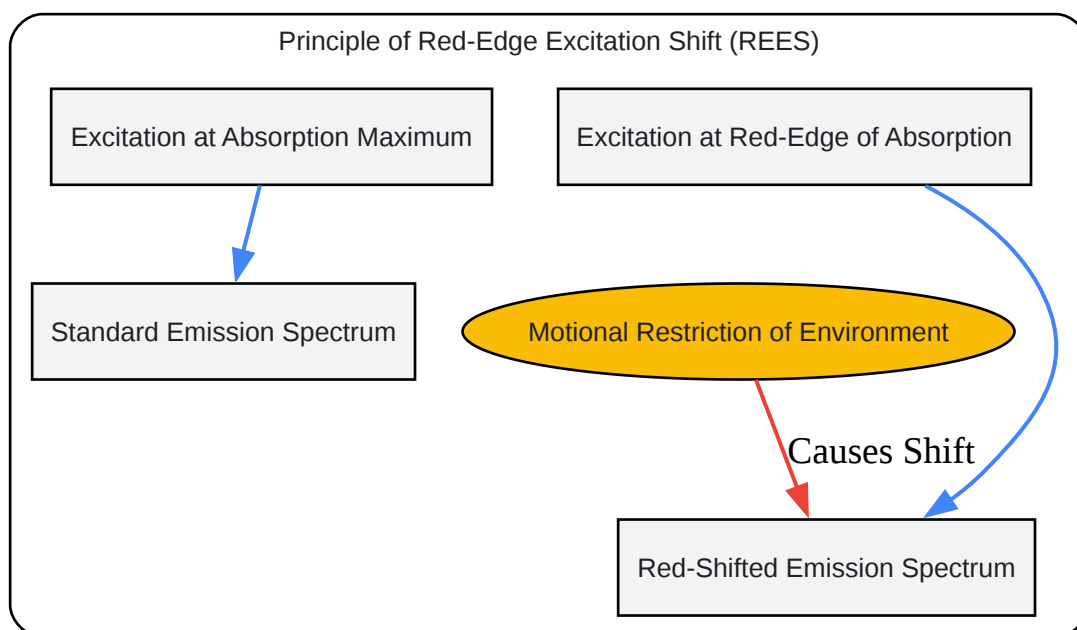 Principle of Red-Edge Excitation Shift (REES)
Excitation at Absorption Maximum
Excitation at Red-Edge of Absorption
Standard Emission Spectrum
Motional Restriction of Environment
Causes Shift
Red-Shifted Emission Spectrum